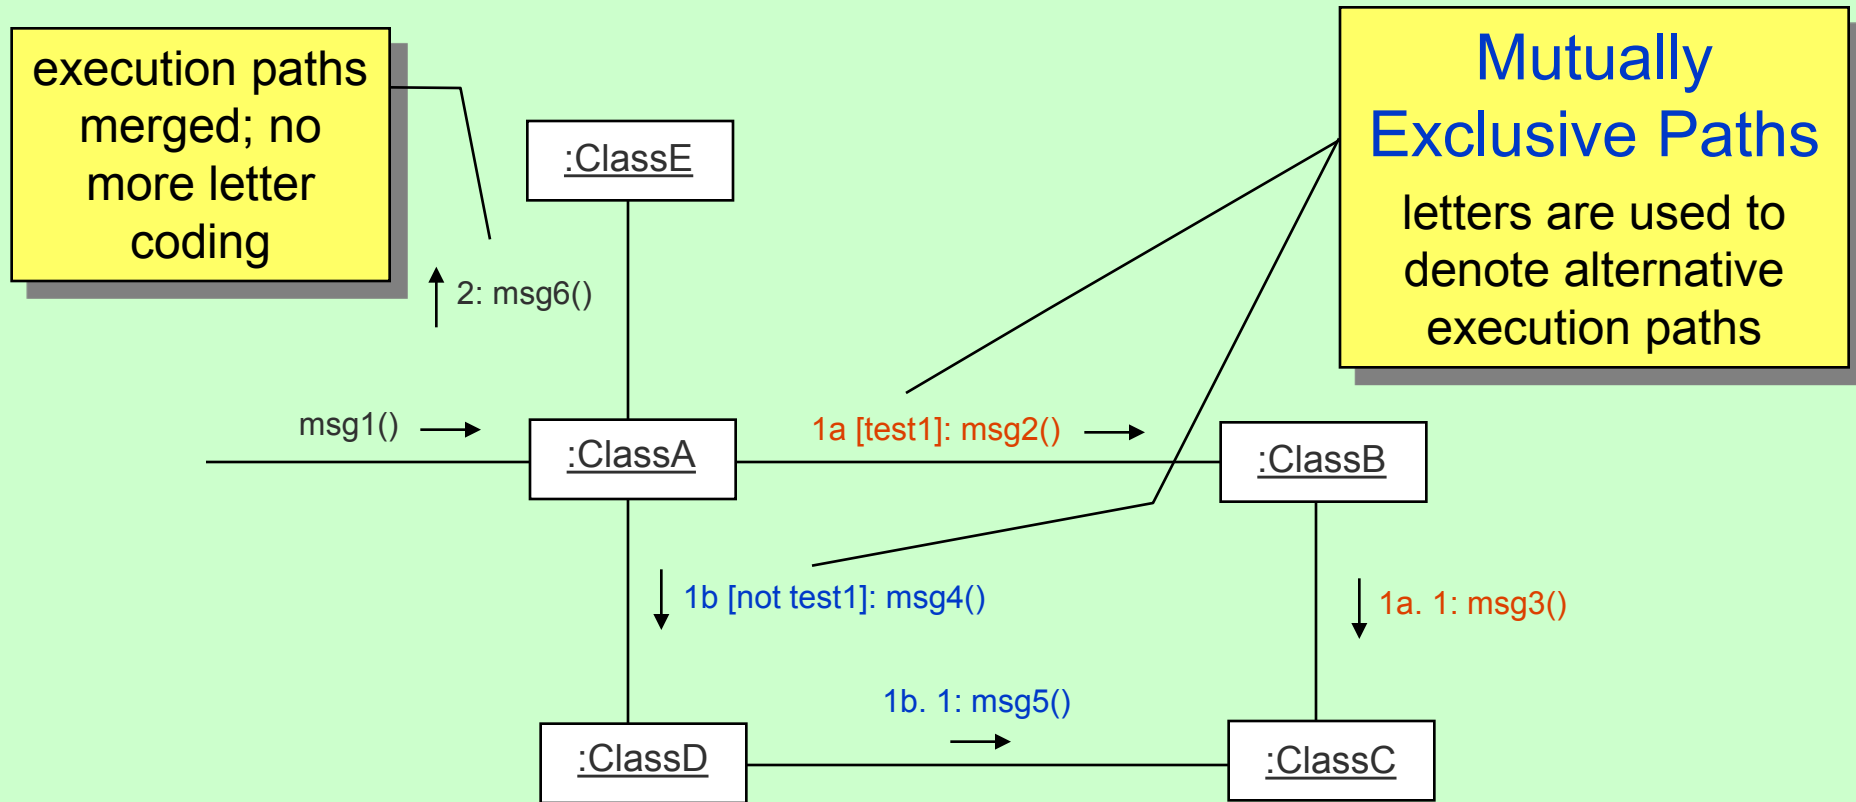 execution paths
merged; no
more letter
coding
Mutually
Exclusive Paths
letters are used to
denote alternative
execution paths
:ClassE
2: msg6()
msg1()
:ClassA
1a [test1]: msg2()
:ClassB
1b [not test1]: msg4()
1a. 1: msg3()
1b. 1: msg5()
:ClassD
:ClassC